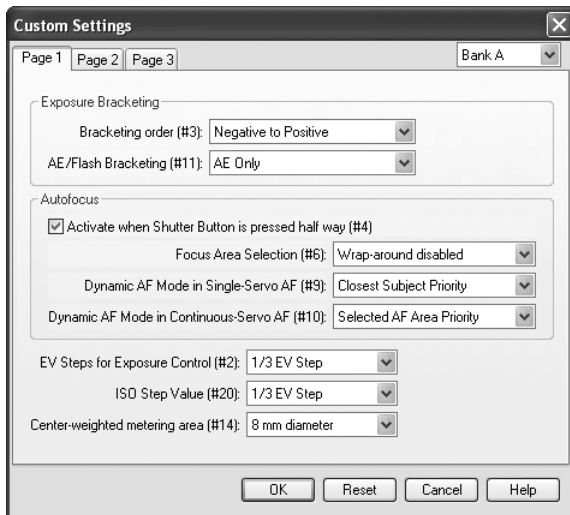 Custom Settings
Page 1 Page 2 Page 3 Bank A
Exposure Bracketing
Bracketing order (#3): Negative to Positive
AE/Flash Bracketing (#11): AE Only
Autofocus
Activate when Shutter Button is pressed half way (#4)
Focus Area Selection (#6): Wrap-around disabled
Dynamic AF Mode in Single-Servo AF (#9): Closest Subject Priority
Dynamic AF Mode in Continuous-Servo AF (#10): Selected AF Area Priority
EV Steps for Exposure Control (#2): 1/3 EV Step
ISO Step Value (#20): 1/3 EV Step
Center-weighted metering area (#14): 8 mm diameter
OK Reset Cancel Help